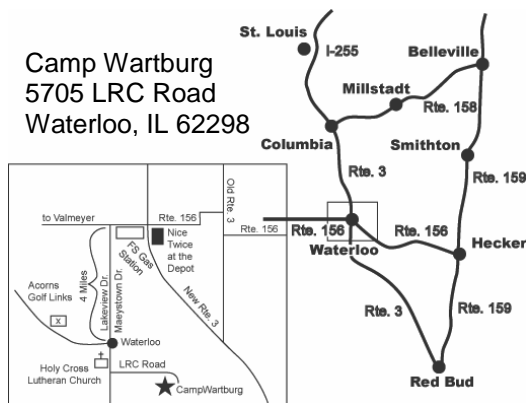 Camp Wartburg
5705 LRC Road
Waterloo, IL 62298
St. Louis
I-255
Belleville
Millstadt
Rte. 158
Columbia
Smithton
Rte. 3
Rte. 159
Rte. 156
Waterloo
Rte. 156
Hecker
Rte. 3
Rte. 159
Red Bud
to Valmeyer
Rte. 156
Old Rte. 3
Rte. 156
Nice
Twice
at the
Depot
FS Gas
Station
4 Miles
Lakeview Dr.
Maeystown Dr.
New Rte. 3
Acorns
Golf Links
x
Waterloo
Holy Cross
Lutheran Church
LRC Road
CampWartburg